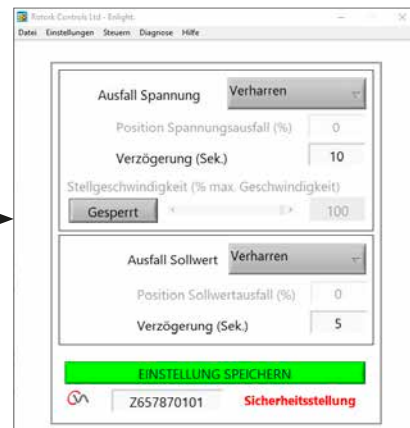 Rotork Controls Ltd - Enlight.
Datei Einstellungen Steuern Diagnose Hilfe
Ausfall Spannung Verharren
Position Spannungsausfall (%) 0
Verzögerung (Sek.) 10
Stellgeschwindigkeit (% max. Geschwindigkeit)
Gesperrt 100
Ausfall Sollwert Verharren
Position Sollwertausfall (%) 0
Verzögerung (Sek.) 5
EINSTELLUNG SPEICHERN
Z657870101 Sicherheitsstellung